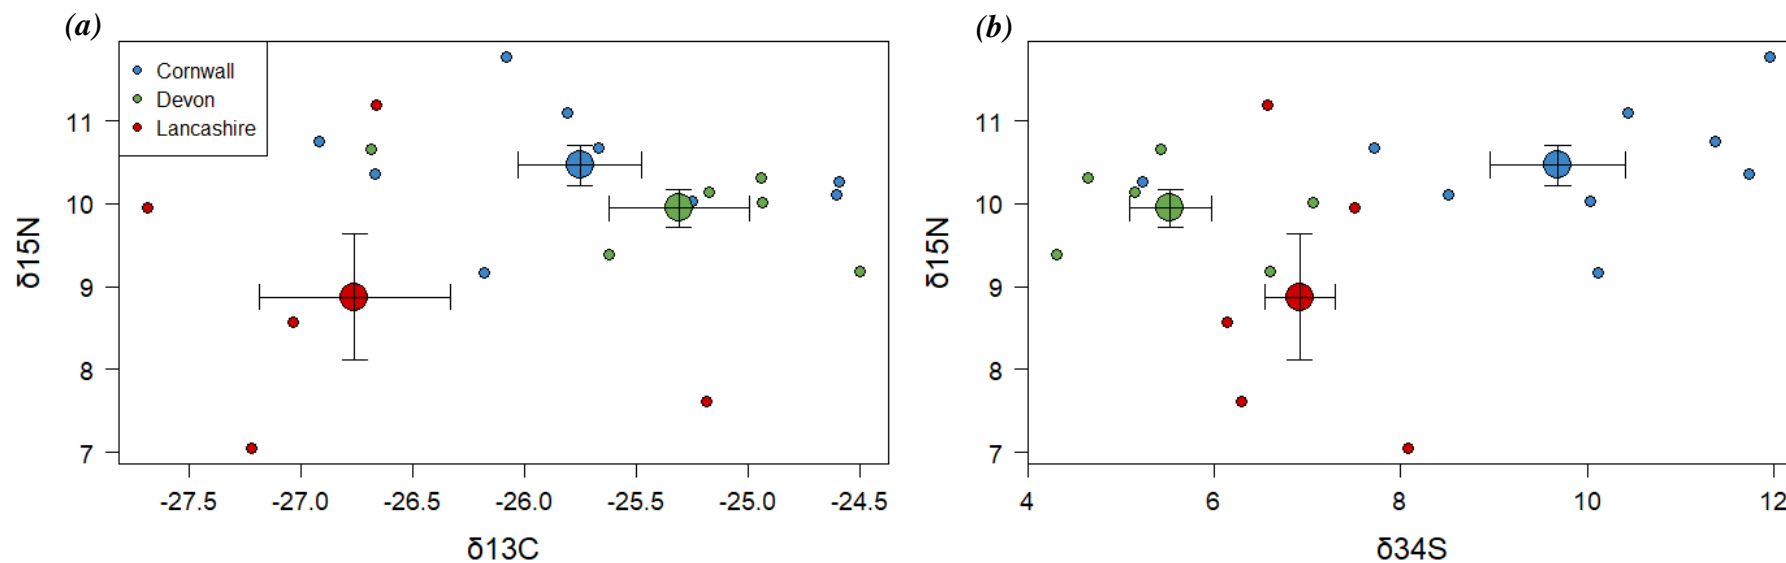 (a)
Cornwall
Devon
Lancashire
11
10
9
8
7
δ15N
-27.5 -27.0 -26.5 -26.0 -25.5 -25.0 -24.5
δ13C
(b)
11
10
9
8
7
δ15N
4 6 8 10 12
δ34S